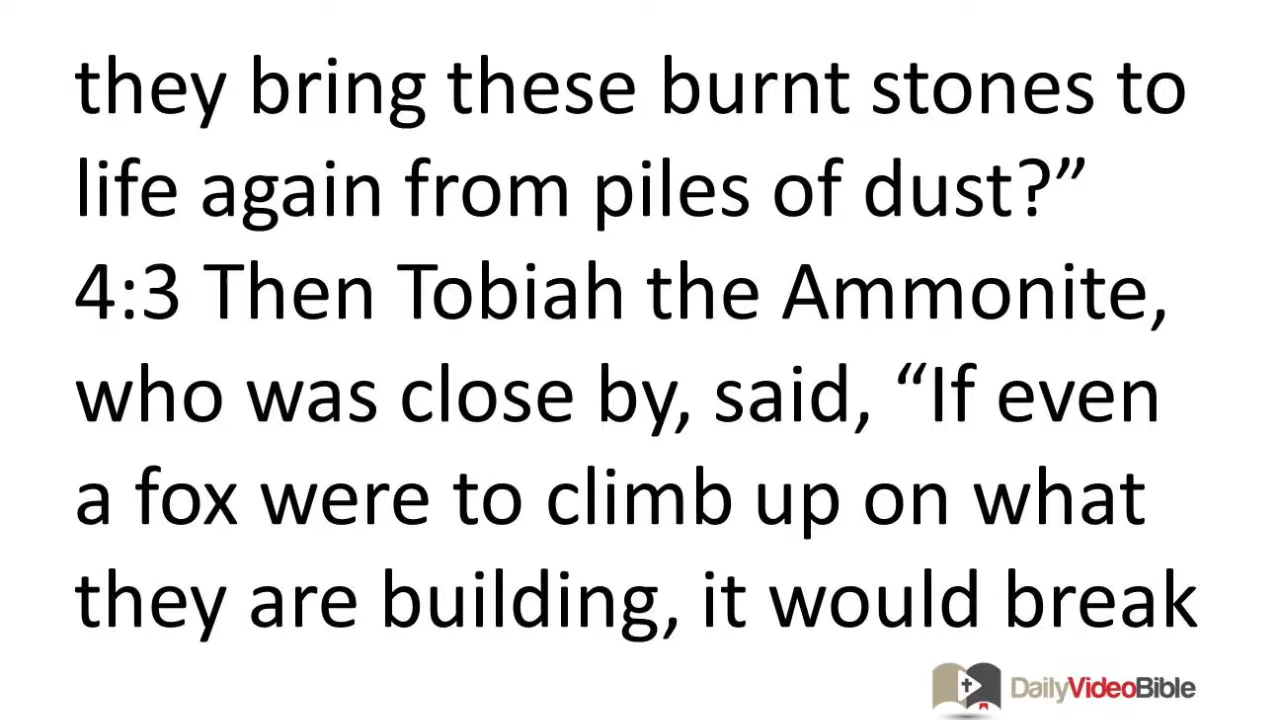 they bring these burnt stones to
life again from piles of dust?”
4:3 Then Tobiah the Ammonite,
who was close by, said, “If even
a fox were to climb up on what
they are building, it would break
DailyVideoBible